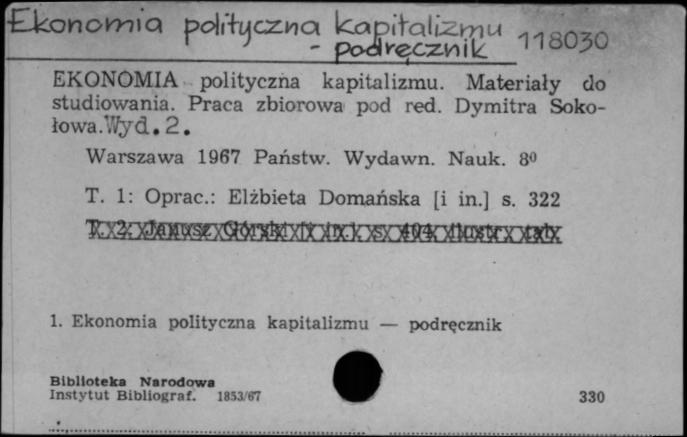 Ekonomia polityczna kapitalizmu
- podręcznik 118030
EKONOMIA polityczna kapitalizmu. Materiały do
studiowania. Praca zbiorowa pod red. Dymitra Soko-
łowa. Wyd. 2.
Warszawa 1967 Państw. Wydawn. Nauk. 8⁰
T. 1: Oprac.: Elżbieta Domańska [i in.] s. 322
T. 2 Janusz Górski [i in.] s. 404 ilustr. tab.
1. Ekonomia polityczna kapitalizmu — podręcznik
Biblioteka Narodowa
Instytut Bibliograf. 1853/67 330